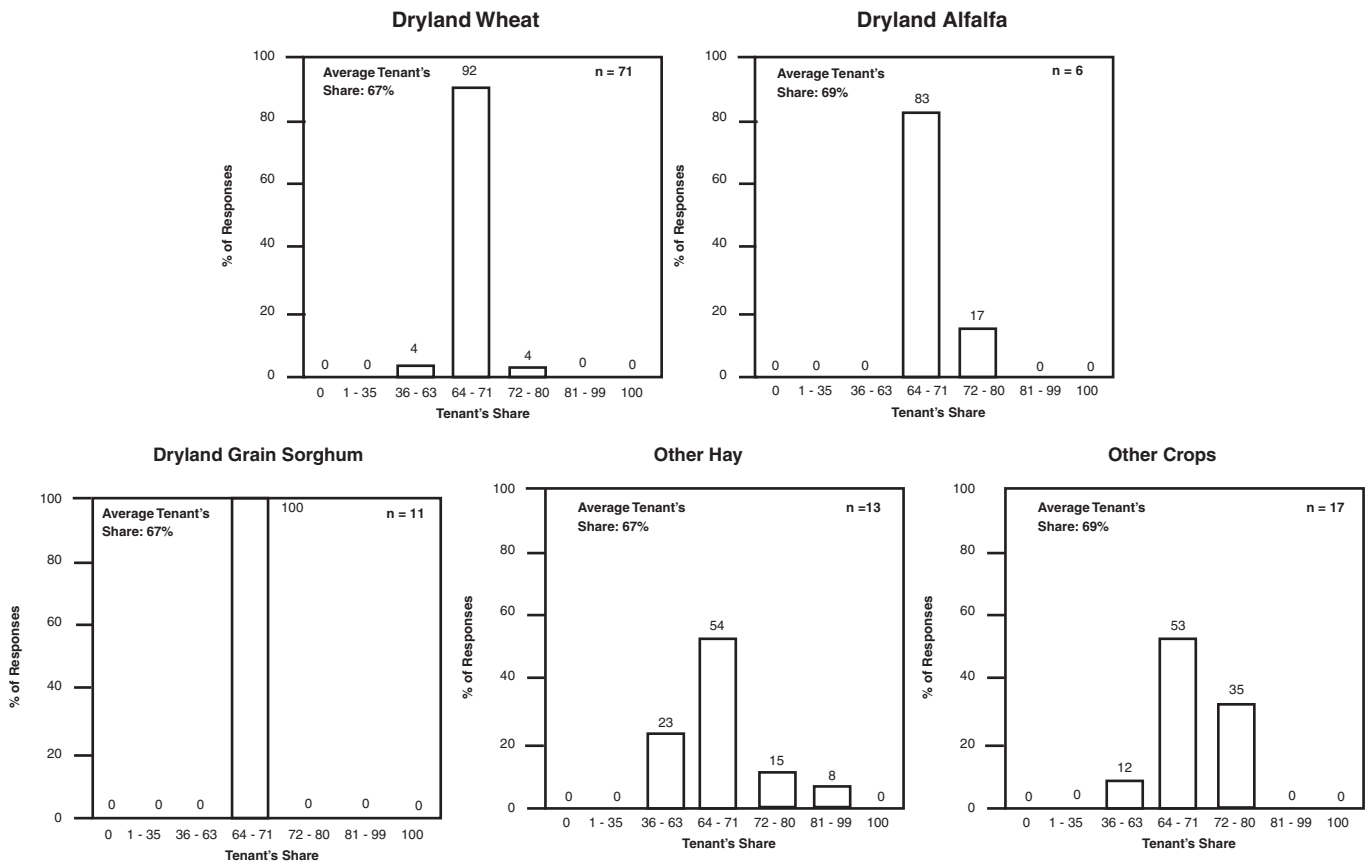 Dryland Wheat
Average Tenant's
Share: 67%
n = 71
% of Responses
100
80
60
40
20
0
0
0
4
92
4
0
0
0
1 - 35
36 - 63
64 - 71
72 - 80
81 - 99
100
Tenant's Share
Dryland Alfalfa
Average Tenant's
Share: 69%
n = 6
% of Responses
100
80
60
40
20
0
0
0
0
83
17
0
0
0
1 - 35
36 - 63
64 - 71
72 - 80
81 - 99
100
Tenant's Share
Dryland Grain Sorghum
Average Tenant's
Share: 67%
n = 11
% of Responses
100
80
60
40
20
0
0
0
0
100
0
0
0
0
1 - 35
36 - 63
64 - 71
72 - 80
81 - 99
100
Tenant's Share
Other Hay
Average Tenant's
Share: 67%
n =13
% of Responses
100
80
60
40
20
0
0
0
23
54
15
8
0
0
1 - 35
36 - 63
64 - 71
72 - 80
81 - 99
100
Tenant's Share
Other Crops
Average Tenant's
Share: 69%
n = 17
% of Responses
100
80
60
40
20
0
0
0
12
53
35
0
0
0
1 - 35
36 - 63
64 - 71
72 - 80
81 - 99
100
Tenant's Share